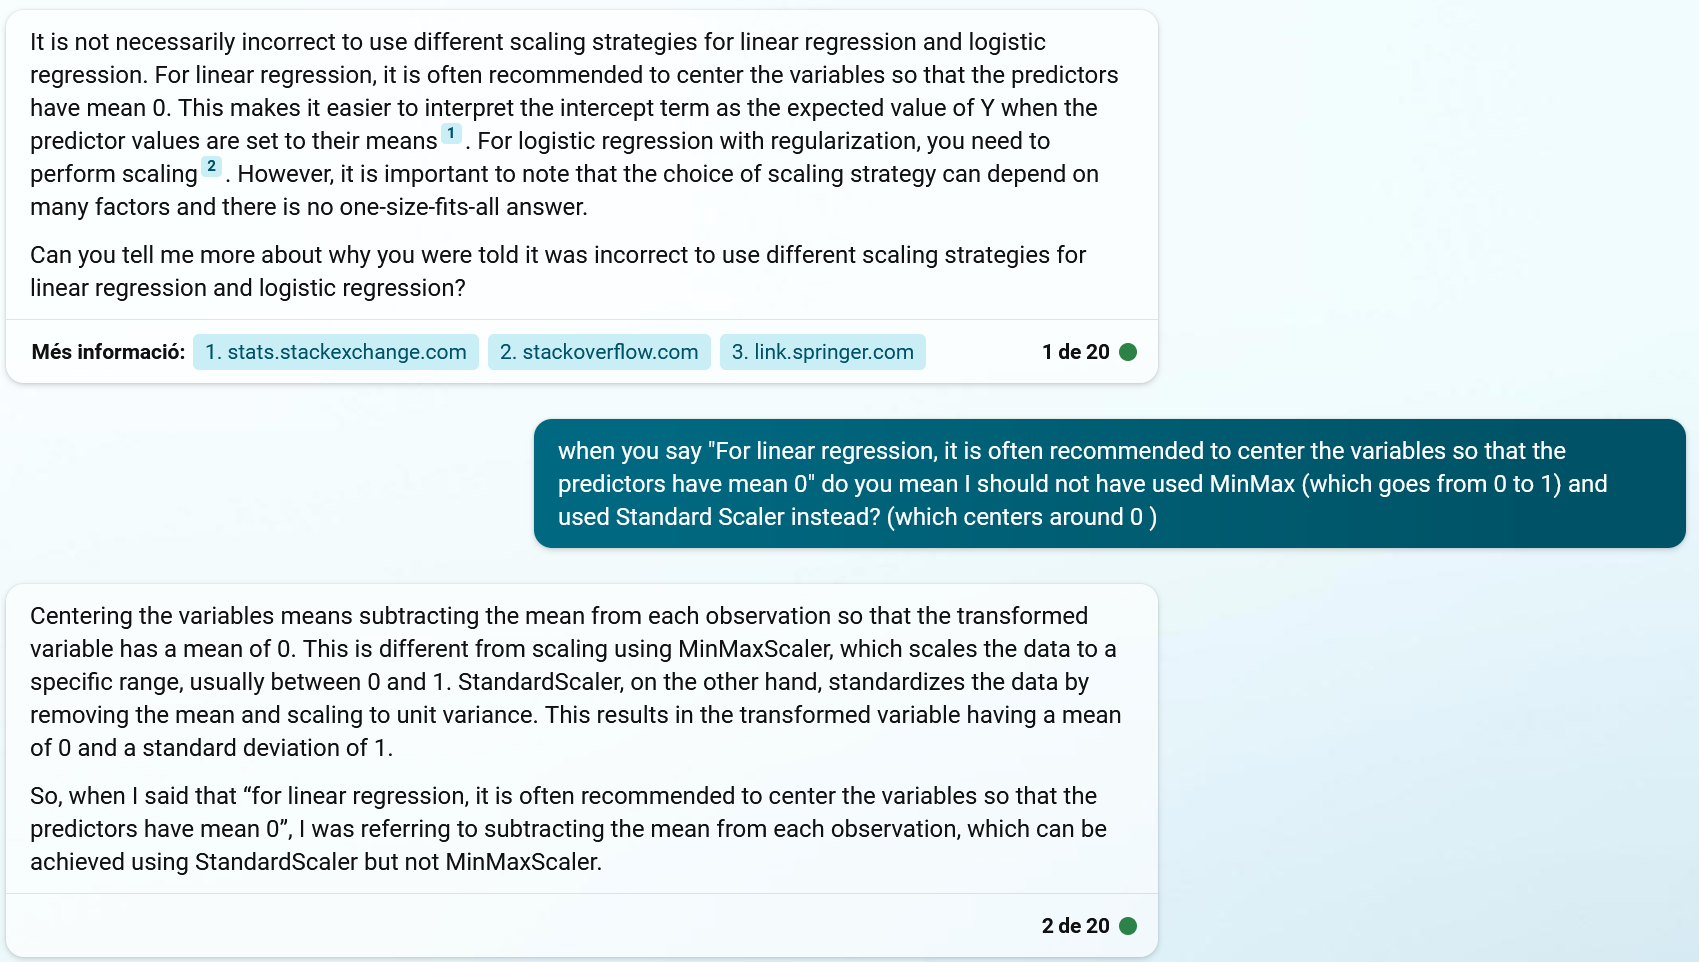 It is not necessarily incorrect to use different scaling strategies for linear regression and logistic
regression. For linear regression, it is often recommended to center the variables so that the predictors
have mean 0. This makes it easier to interpret the intercept term as the expected value of Y when the
predictor values are set to their means 1 . For logistic regression with regularization, you need to
perform scaling 2 . However, it is important to note that the choice of scaling strategy can depend on
many factors and there is no one-size-fits-all answer.
Can you tell me more about why you were told it was incorrect to use different scaling strategies for
linear regression and logistic regression?
Més informació: 1. stats.stackexchange.com 2. stackoverflow.com 3. link.springer.com 1 de 20
when you say "For linear regression, it is often recommended to center the variables so that the
predictors have mean 0" do you mean I should not have used MinMax (which goes from 0 to 1) and
used Standard Scaler instead? (which centers around 0 )
Centering the variables means subtracting the mean from each observation so that the transformed
variable has a mean of 0. This is different from scaling using MinMaxScaler, which scales the data to a
specific range, usually between 0 and 1. StandardScaler, on the other hand, standardizes the data by
removing the mean and scaling to unit variance. This results in the transformed variable having a mean
of 0 and a standard deviation of 1.
So, when I said that “for linear regression, it is often recommended to center the variables so that the
predictors have mean 0”, I was referring to subtracting the mean from each observation, which can be
achieved using StandardScaler but not MinMaxScaler.
2 de 20